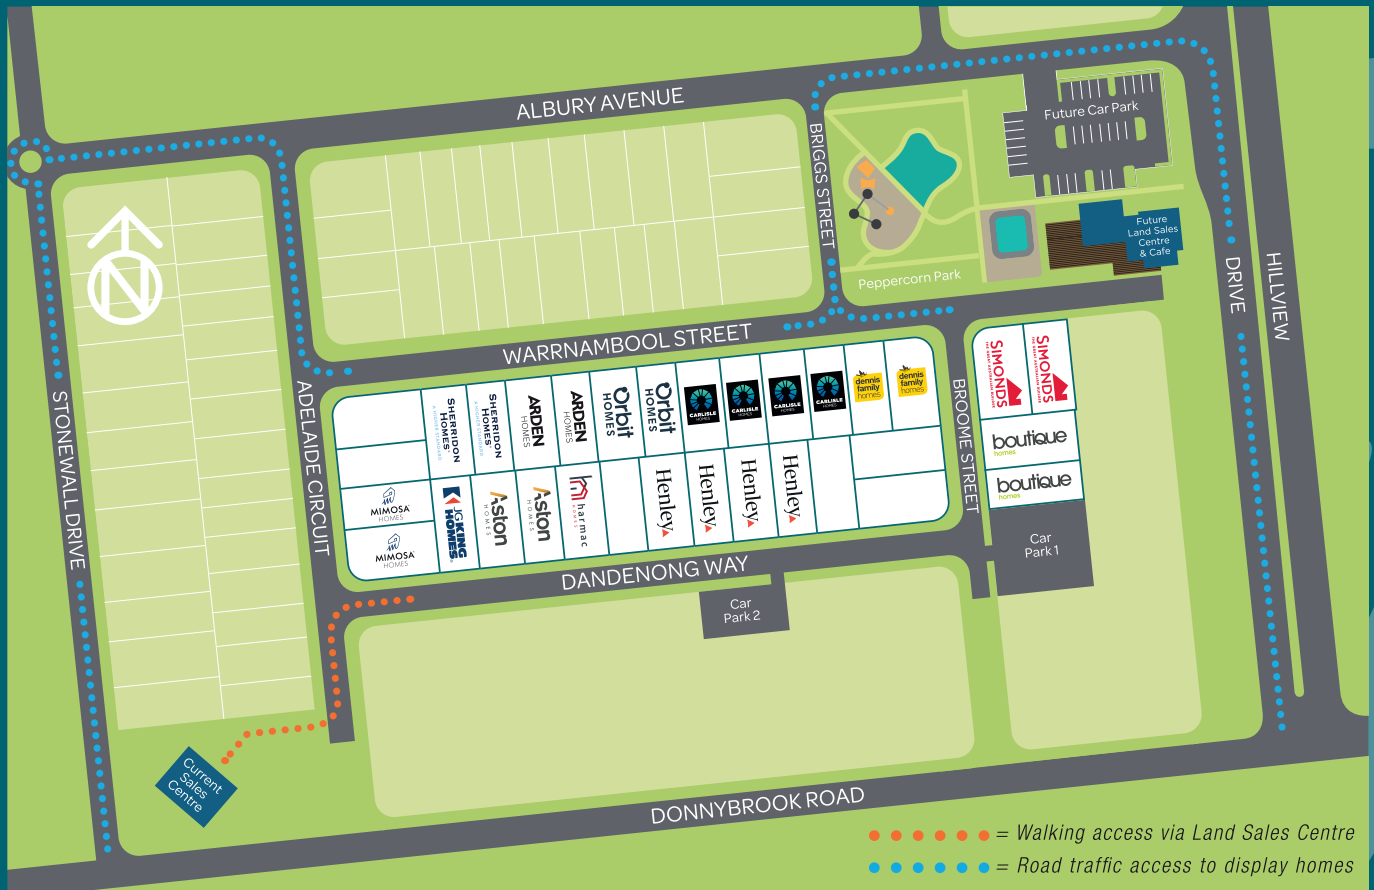 ALBURY AVENUE
BRIGGS STREET
Future Car Park
Future
Land Sales
Centre
& Cafe
Peppercorn Park
DRIVE
HILLVIEW
N
WARRNAMBOOL STREET
STONEWALL DRIVE
ADELAIDE CIRCUIT
BROOME STREET
SHERRIDON
HOMES
SHERRIDON
HOMES
ARDEN
HOMES
ARDEN
HOMES
Orbit
HOMES
Orbit
HOMES
CARLISLE
HOMES
CARLISLE
HOMES
CARLISLE
HOMES
CARLISLE
HOMES
dennis
family
homes
dennis
family
homes
SIMONDS
SIMONDS
boutique
homes
boutique
homes
MIMOSA
HOMES
MIMOSA
HOMES
JGKING
HOMES
Aston
HOMES
Aston
HOMES
harmac
HOMES
Henley
Henley
Henley
Henley
Car
Park 1
DANDENONG WAY
Car
Park 2
Current
Sales
Centre
DONNYBROOK ROAD
= Walking access via Land Sales Centre
= Road traffic access to display homes